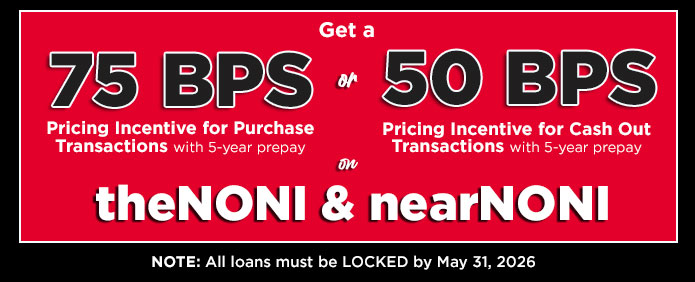 Get a
75 BPS or 50 BPS
Pricing Incentive for Purchase
Transactions with 5-year prepay
Pricing Incentive for Cash Out
Transactions with 5-year prepay
on
theNONI & nearNONI
NOTE: All loans must be LOCKED by May 31, 2026